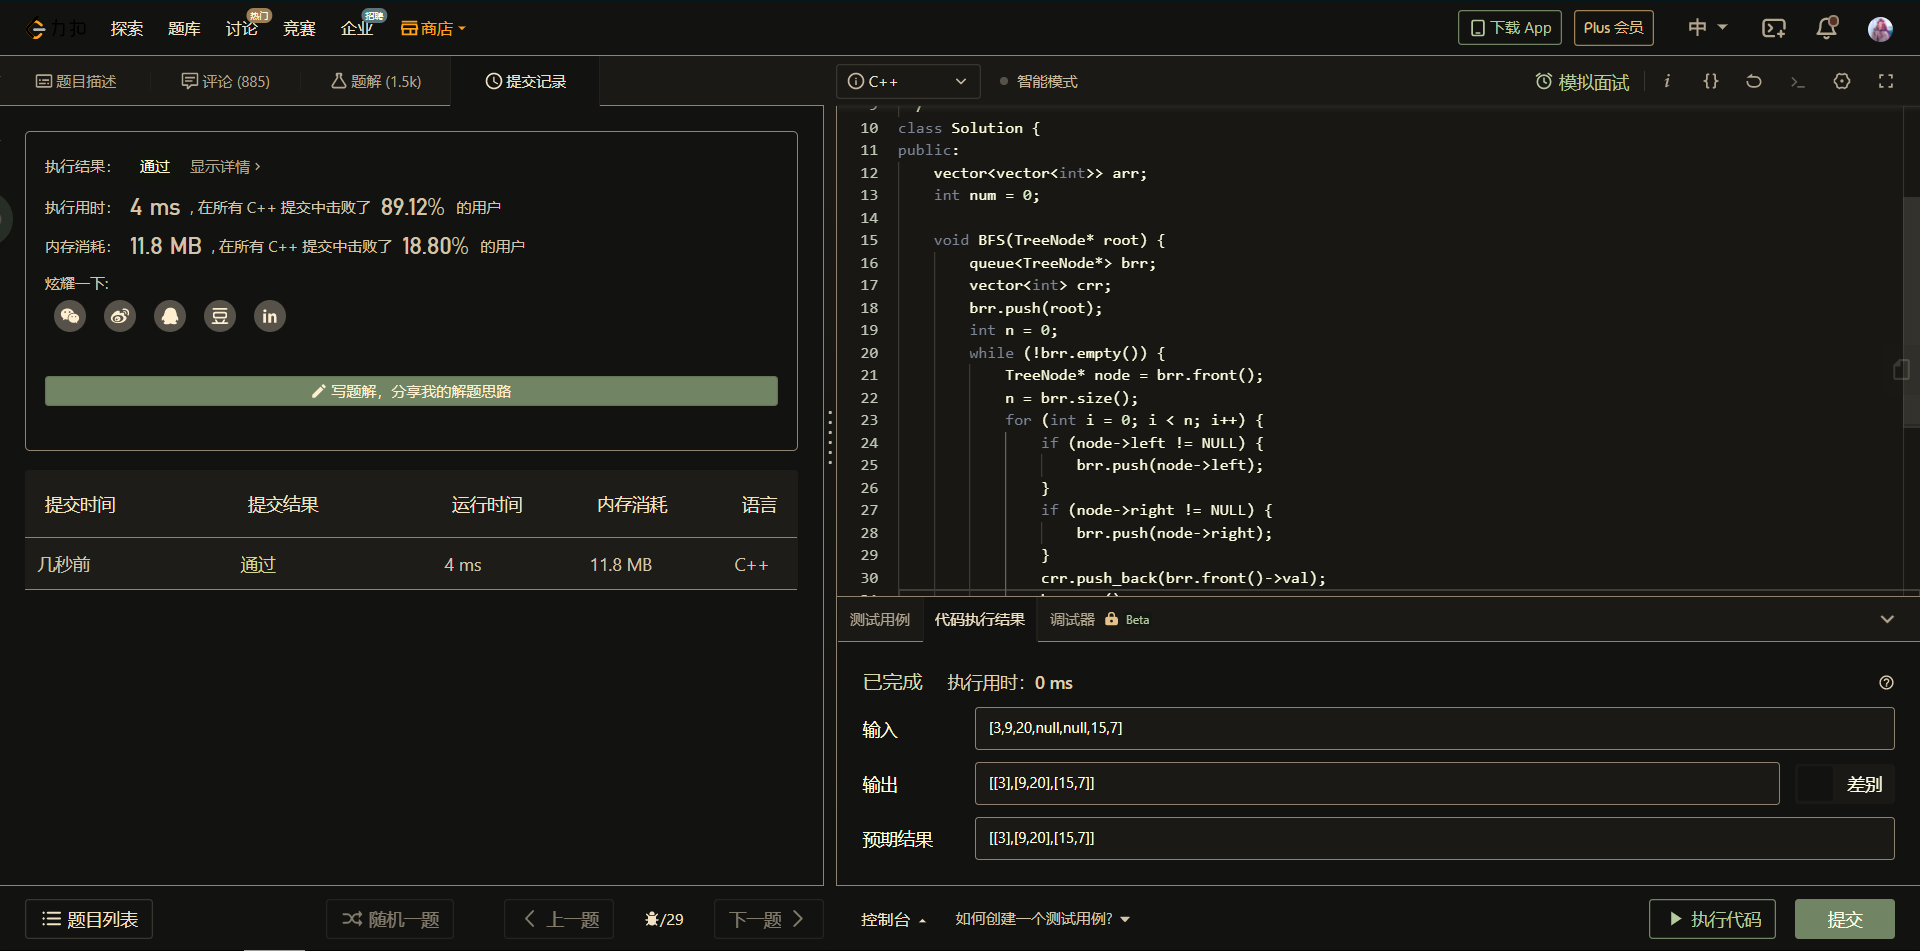 力扣
探索
题库
讨论
热门
竞赛
企业
招聘
商店
下载 App
Plus 会员
中
题目描述
评论 (885)
题解 (1.5k)
提交记录
C++
智能模式
模拟面试
执行结果：
通过
显示详情 ›
执行用时：
4 ms
, 在所有 C++ 提交中击败了
89.12%
的用户
内存消耗：
11.8 MB
, 在所有 C++ 提交中击败了
18.80%
的用户
炫耀一下:
豆
in
写题解，分享我的解题思路
提交时间
提交结果
运行时间
内存消耗
语言
几秒前
通过
4 ms
11.8 MB
C++
10 class Solution {
11 public:
12 vector<vector<int>> arr;
13 int num = 0;
14
15 void BFS(TreeNode* root) {
16 queue<TreeNode*> brr;
17 vector<int> crr;
18 brr.push(root);
19 int n = 0;
20 while (!brr.empty()) {
21 TreeNode* node = brr.front();
22 n = brr.size();
23 for (int i = 0; i < n; i++) {
24 if (node->left != NULL) {
25 brr.push(node->left);
26 }
27 if (node->right != NULL) {
28 brr.push(node->right);
29 }
30 crr.push_back(brr.front()->val);
测试用例
代码执行结果
调试器
Beta
已完成
执行用时：0 ms
输入
[3,9,20,null,null,15,7]
输出
[[3],[9,20],[15,7]]
差别
预期结果
[[3],[9,20],[15,7]]
题目列表
随机一题
上一题
/29
下一题
控制台
如何创建一个测试用例?
执行代码
提交